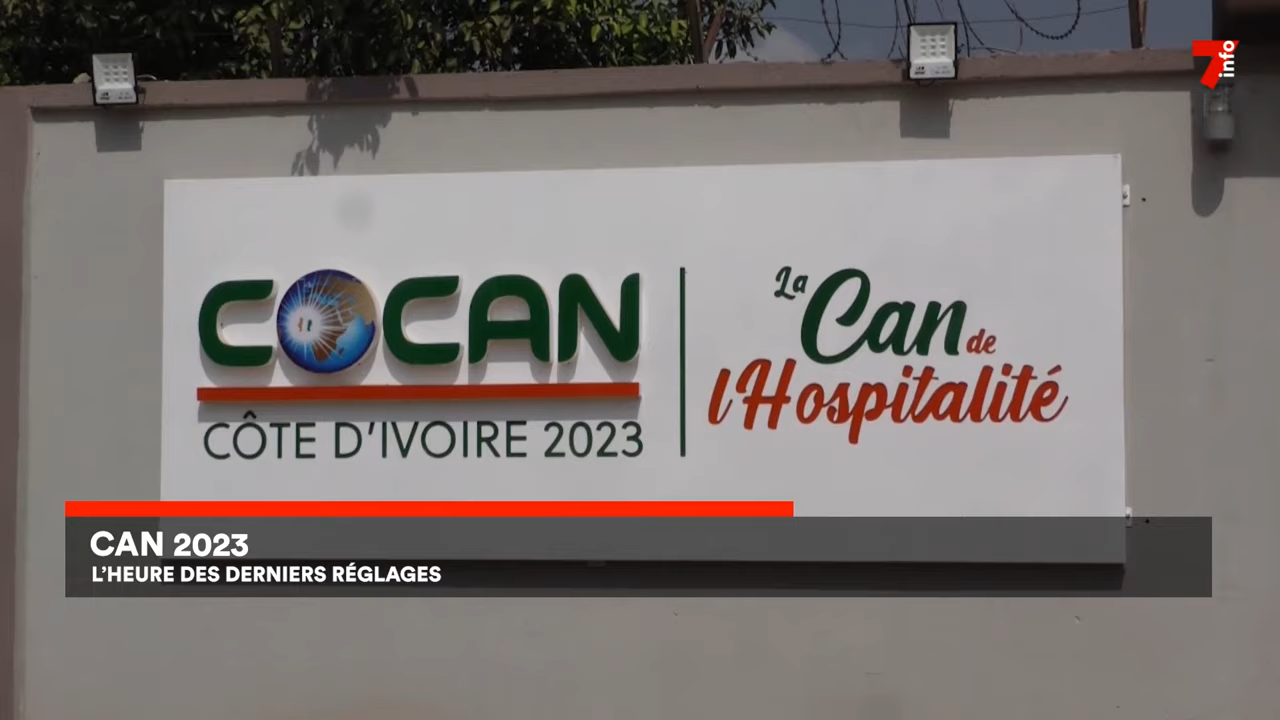 7 info
COCAN
CÔTE D'IVOIRE 2023
La
Can de
l'Hospitalité
CAN 2023
L'HEURE DES DERNIERS RÉGLAGES